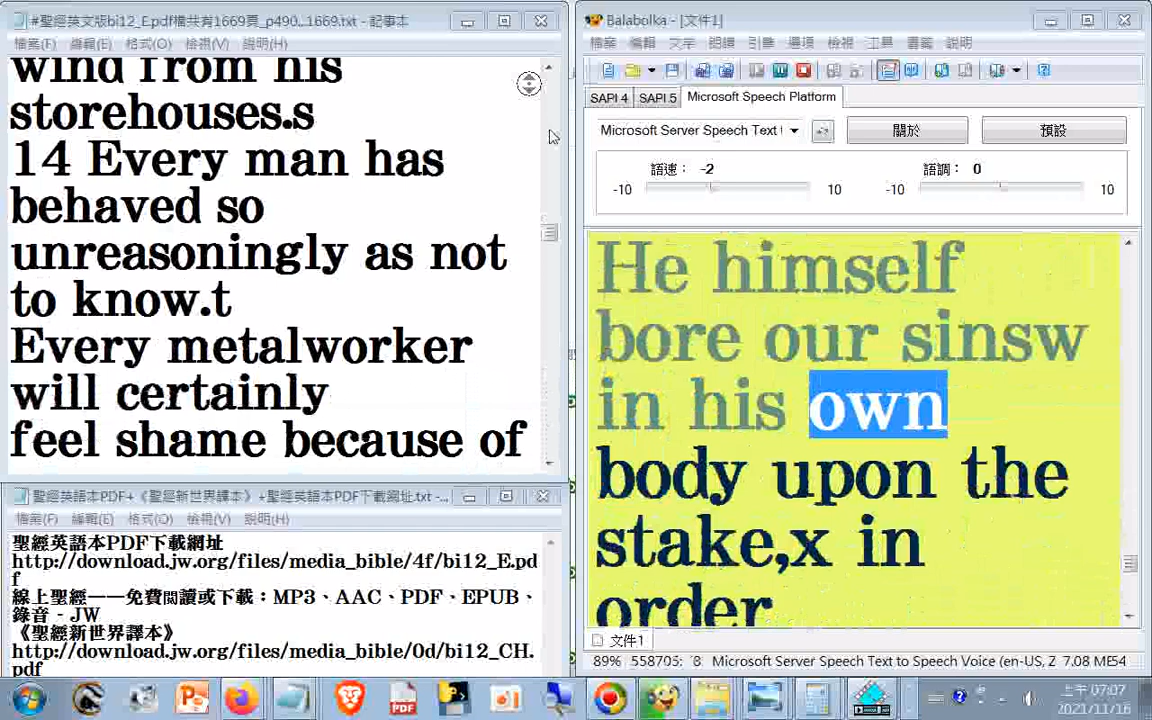 #聖經英文版bi12_E.pdf檔共有1669頁_p490...1669.txt - 記事本
檔案(F) 編輯(E) 格式(O) 檢視(V) 說明(H)
wind from his
storehouses.s
14 Every man has
behaved so
unreasoningly as not
to know.t
Every metalworker
will certainly
feel shame because of
聖經英語本PDF+《聖經新世界譯本》+聖經英語本PDF下載網址.txt -...
檔案(F) 編輯(E) 格式(O) 檢視(V) 說明(H)
聖經英語本PDF下載網址
http://download.jw.org/files/media_bible/4f/bi12_E.pd
f
線上聖經——免費閱讀或下載：MP3、AAC、PDF、EPUB、
錄音 - JW
《聖經新世界譯本》
http://download.jw.org/files/media_bible/0d/bi12_CH.
pdf
Balabolka - [文件1]
檔案 編輯 文字 朗讀 引擎 選項 檢視 工具 書籤 說明
SAPI 4 SAPI 5 Microsoft Speech Platform
Microsoft Server Speech Text 關於 預設
語速： -2 語調： 0
-10 10 -10 10
He himself
bore our sinsw
in his own
body upon the
stake,x in
order
文件1
89% 558705: Microsoft Server Speech Text to Speech Voice (en-US, Z 7.08 ME54
上午 07:07
2021/11/16